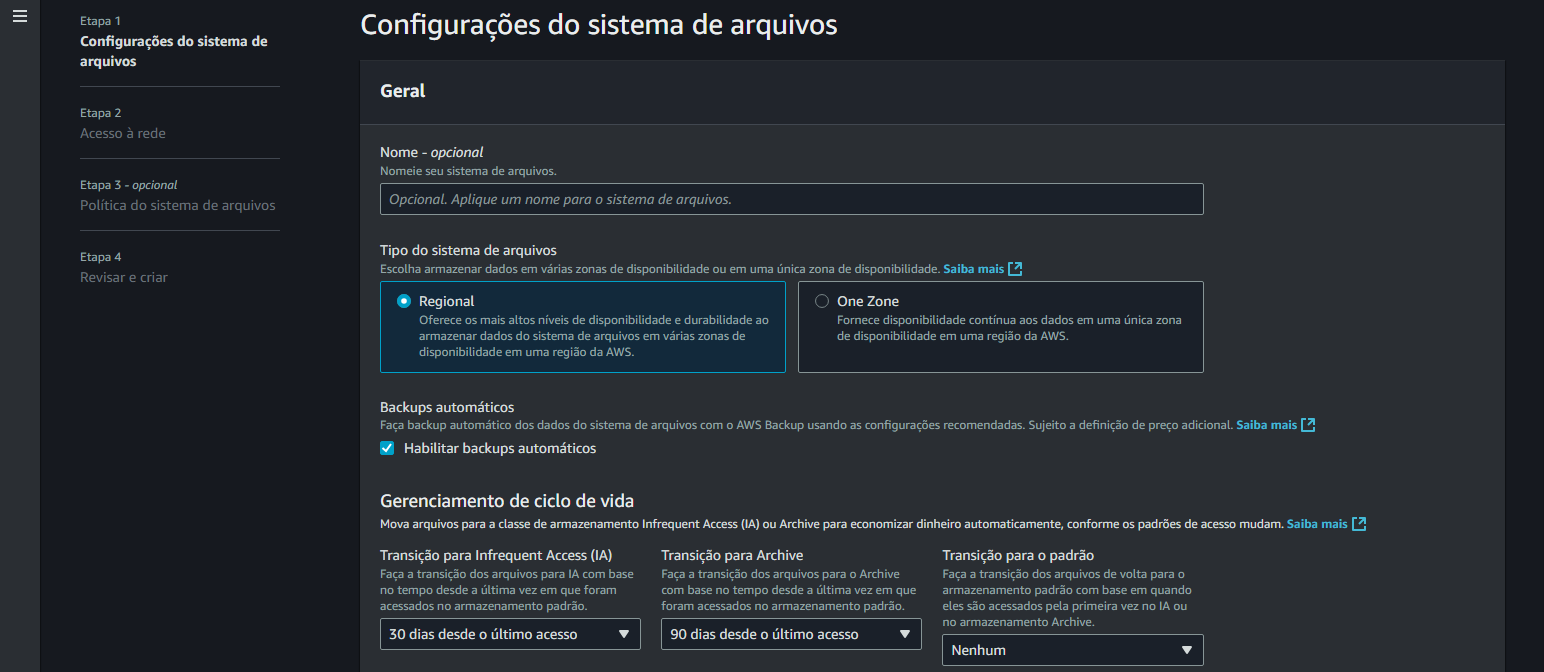 Etapa 1
Configurações do sistema de
arquivos
Etapa 2
Acesso à rede
Etapa 3 - opcional
Política do sistema de arquivos
Etapa 4
Revisar e criar
Configurações do sistema de arquivos
Geral
Nome - opcional
Nomeie seu sistema de arquivos.
Opcional. Aplique um nome para o sistema de arquivos.
Tipo do sistema de arquivos
Escolha armazenar dados em várias zonas de disponibilidade ou em uma única zona de disponibilidade. Saiba mais
Regional
Oferece os mais altos níveis de disponibilidade e durabilidade ao
armazenar dados do sistema de arquivos em várias zonas de
disponibilidade em uma região da AWS.
One Zone
Fornece disponibilidade contínua aos dados em uma única zona
de disponibilidade em uma região da AWS.
Backups automáticos
Faça backup automático dos dados do sistema de arquivos com o AWS Backup usando as configurações recomendadas. Sujeito a definição de preço adicional. Saiba mais
Habilitar backups automáticos
Gerenciamento de ciclo de vida
Mova arquivos para a classe de armazenamento Infrequent Access (IA) ou Archive para economizar dinheiro automaticamente, conforme os padrões de acesso mudam. Saiba mais
Transição para Infrequent Access (IA)
Faça a transição dos arquivos para IA com base
no tempo desde a última vez em que foram
acessados no armazenamento padrão.
30 dias desde o último acesso
Transição para Archive
Faça a transição dos arquivos para o Archive
com base no tempo desde a última vez em que
foram acessados no armazenamento padrão.
90 dias desde o último acesso
Transição para o padrão
Faça a transição dos arquivos de volta para o
armazenamento padrão com base em quando
eles são acessados pela primeira vez no IA ou
no armazenamento Archive.
Nenhum